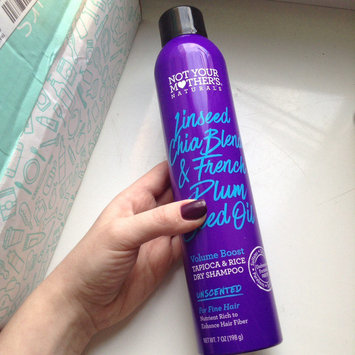 NOT YOUR
MOTHER'S
NATURALS
Linseed
Chia Blend
& French
Plum
Seed Oil
Volume Boost
TAPIOCA & RICE
DRY SHAMPOO
UNSCENTED
For Fine Hair
Nutrient Rich to
Enhance Hair Fiber
NET WT. 7 OZ (198 g)